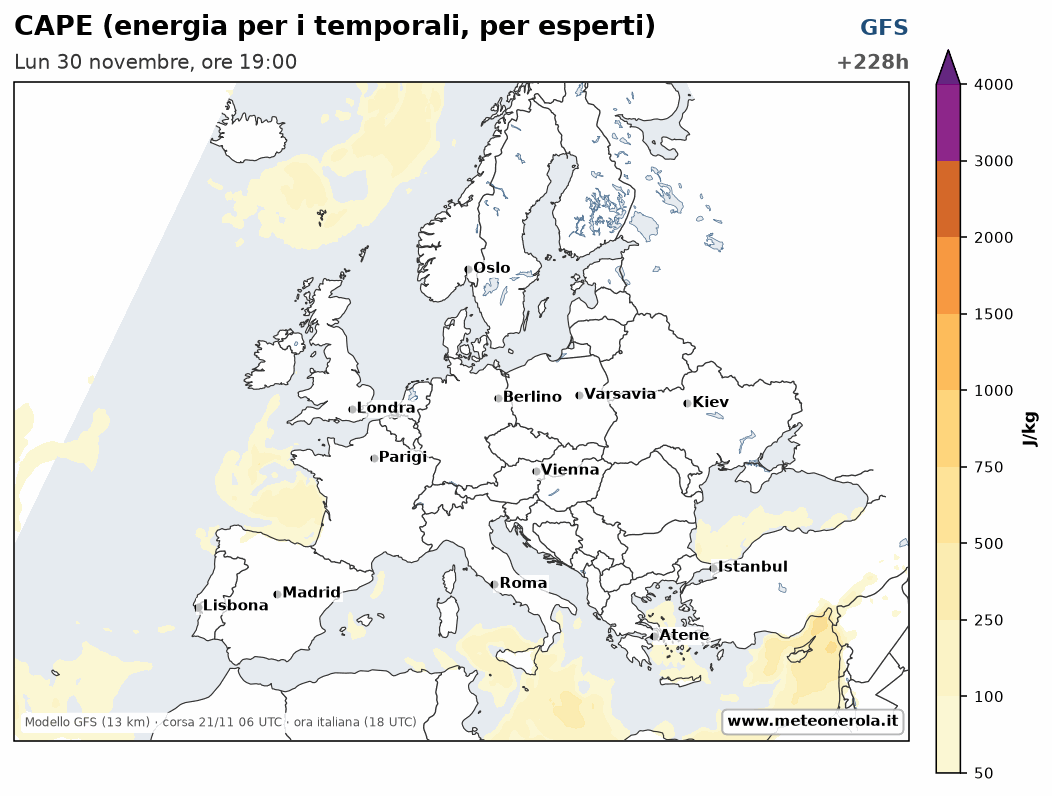 CAPE (energia per i temporali, per esperti)
GFS
Lun 30 novembre, ore 19:00
+228h
4000
3000
2000
1500
1000
750
500
250
100
50
J/kg
Oslo
Londra
Berlino
Varsavia
Kiev
Parigi
Vienna
Istanbul
Roma
Madrid
Lisbona
Atene
Modello GFS (13 km) · corsa 21/11 06 UTC · ora italiana (18 UTC)
www.meteonerola.it